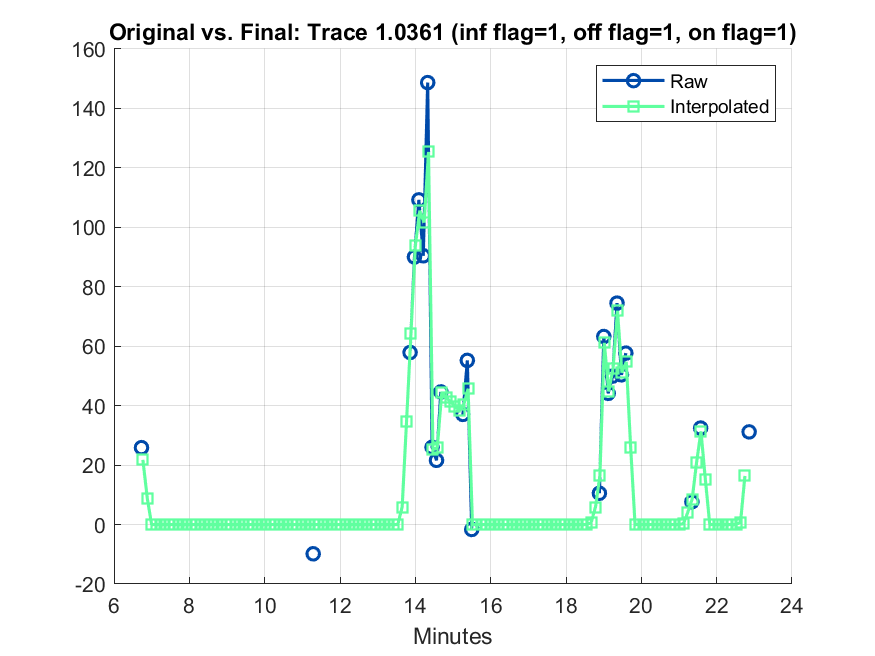 Original vs. Final: Trace 1.0361 (inf flag=1, off flag=1, on flag=1)
160
140
120
100
80
60
40
20
0
-20
Raw
Interpolated
6 8 10 12 14 16 18 20 22 24
Minutes